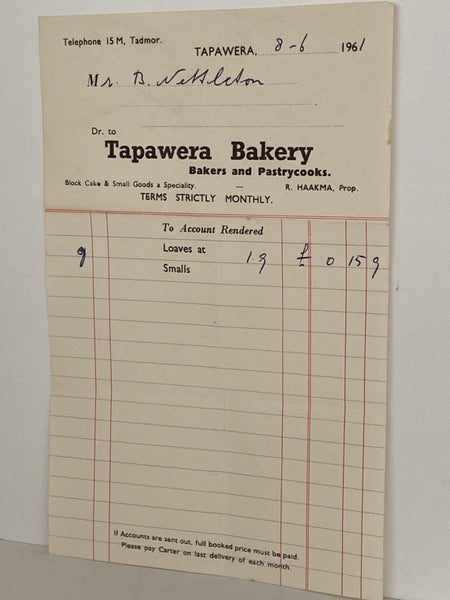 Telephone 15 M, Tadmor.
TAPAWERA, 8-6 1961
Mr. B. Nettleton
Dr. to
Tapawera Bakery
Bakers and Pastrycooks.
Block Cake & Small Goods a Speciality. — R. HAAKMA, Prop.
TERMS STRICTLY MONTHLY.
To Account Rendered
9 Loaves at 1.9 £ 0 15 9
Smalls
If Accounts are sent out, full booked price must be paid.
Please pay Carter on last delivery of each month.